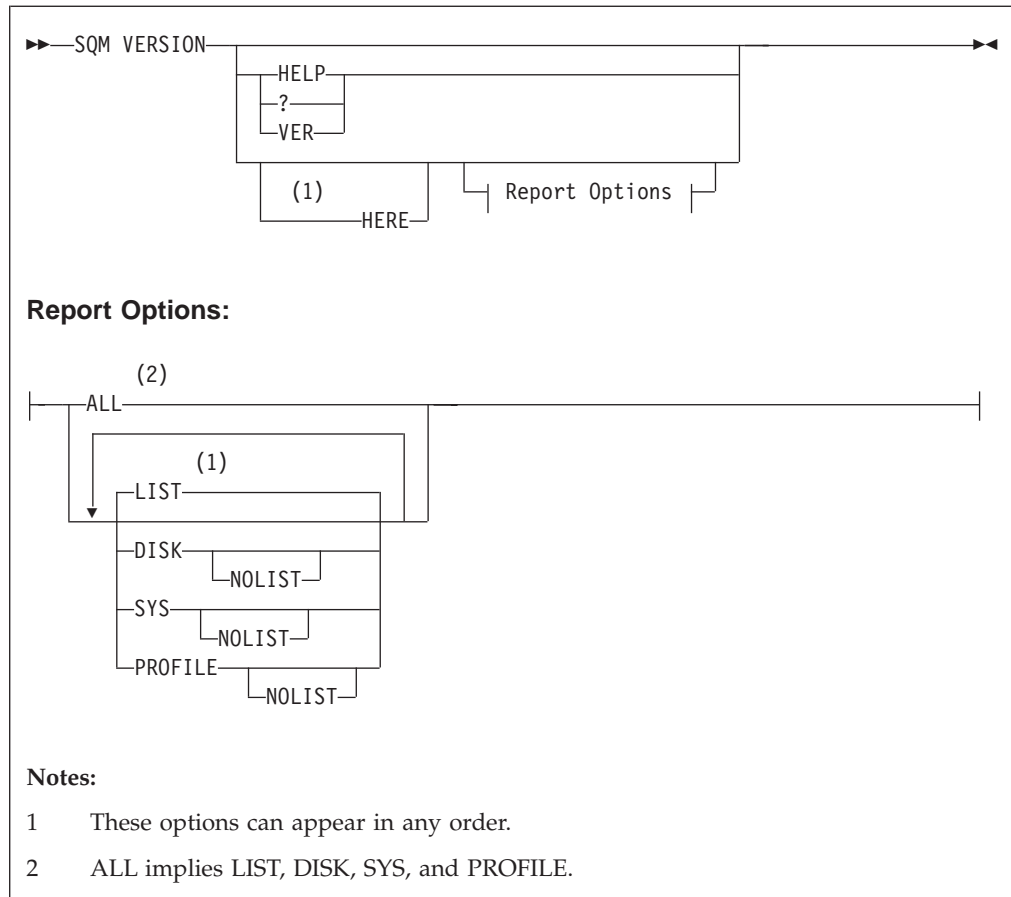 SQM VERSION
HELP
?
VER
(1)
HERE
Report Options
Report Options:
(2)
ALL
(1)
LIST
DISK
NOLIST
SYS
NOLIST
PROFILE
NOLIST
Notes:
1 These options can appear in any order.
2 ALL implies LIST, DISK, SYS, and PROFILE.